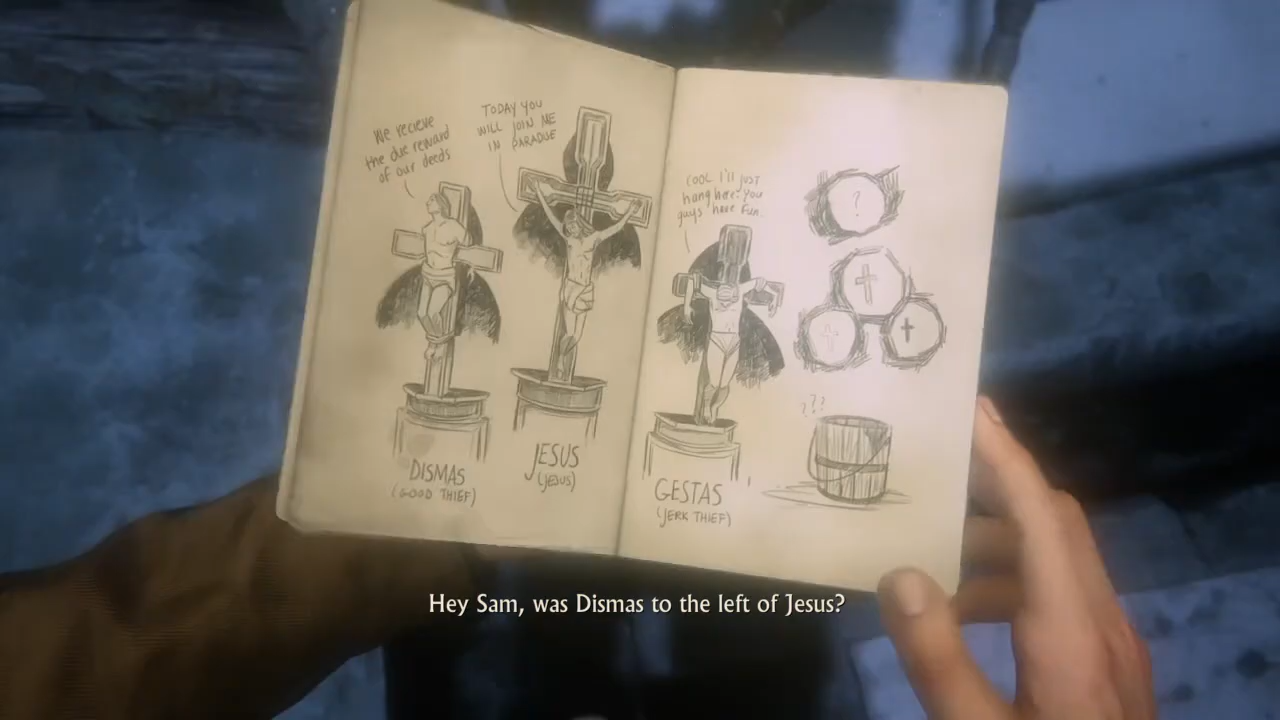 We recieve
the due reward
of our deeds
TODAY YOU
WILL JOIN ME
IN PARADISE
COOL I'll just
hang here. You
guys have fun.
?
???
DISMAS
(GOOD THIEF)
JESUS
(JESUS)
GESTAS
(JERK THIEF)
Hey Sam, was Dismas to the left of Jesus?